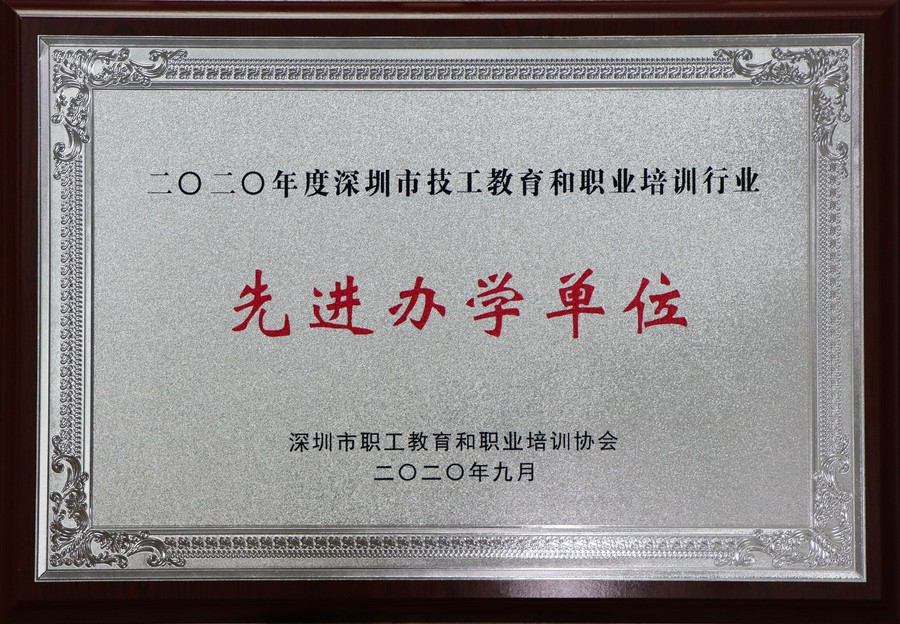 二〇二〇年度深圳市技工教育和职业培训行业
先进办学单位
深圳市职工教育和职业培训协会
二〇二〇年九月